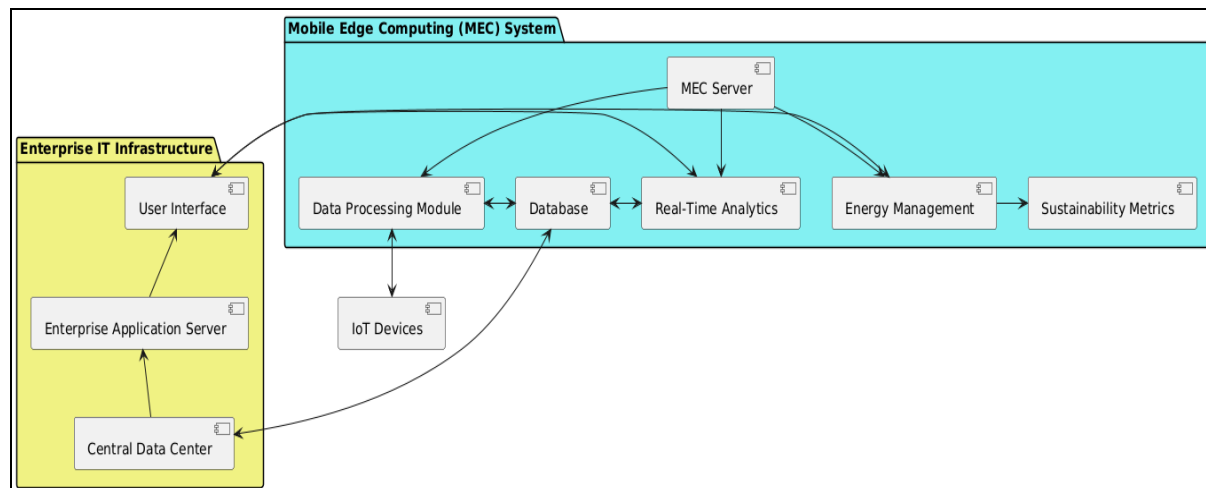 Mobile Edge Computing (MEC) System
MEC Server
Enterprise IT Infrastructure
User Interface
Data Processing Module
Database
Real-Time Analytics
Energy Management
Sustainability Metrics
Enterprise Application Server
IoT Devices
Central Data Center